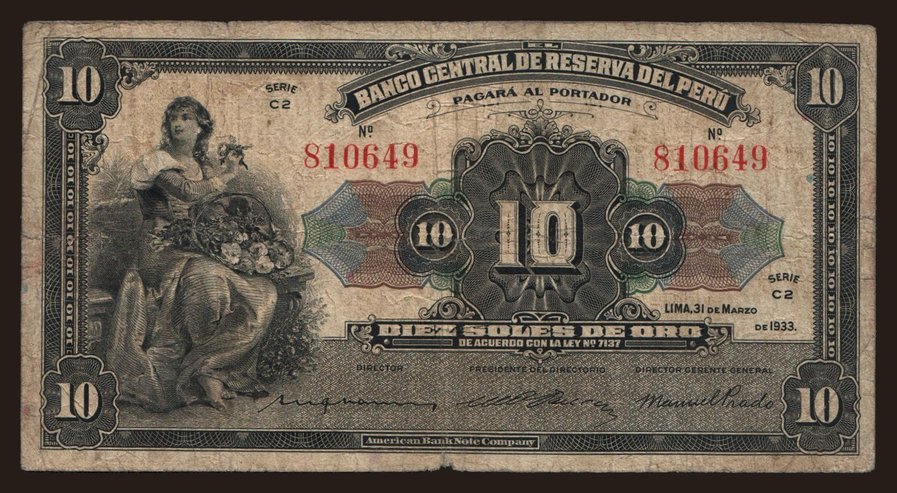 EL
BANCO CENTRAL DE RESERVA DEL PERÚ
PAGARÁ AL PORTADOR
10
10
SERIE
C2
Nº
810649
Nº
810649
10
10
10
SERIE
C2
LIMA, 31 DE MARZO
DE 1933.
DIEZ SOLES DE ORO
DE ACUERDO CON LA LEY Nº 7137
DIRECTOR
PRESIDENTE DEL DIRECTORIO
DIRECTOR GERENTE GENERAL
Manuel Prado
10
10
American Bank Note Company